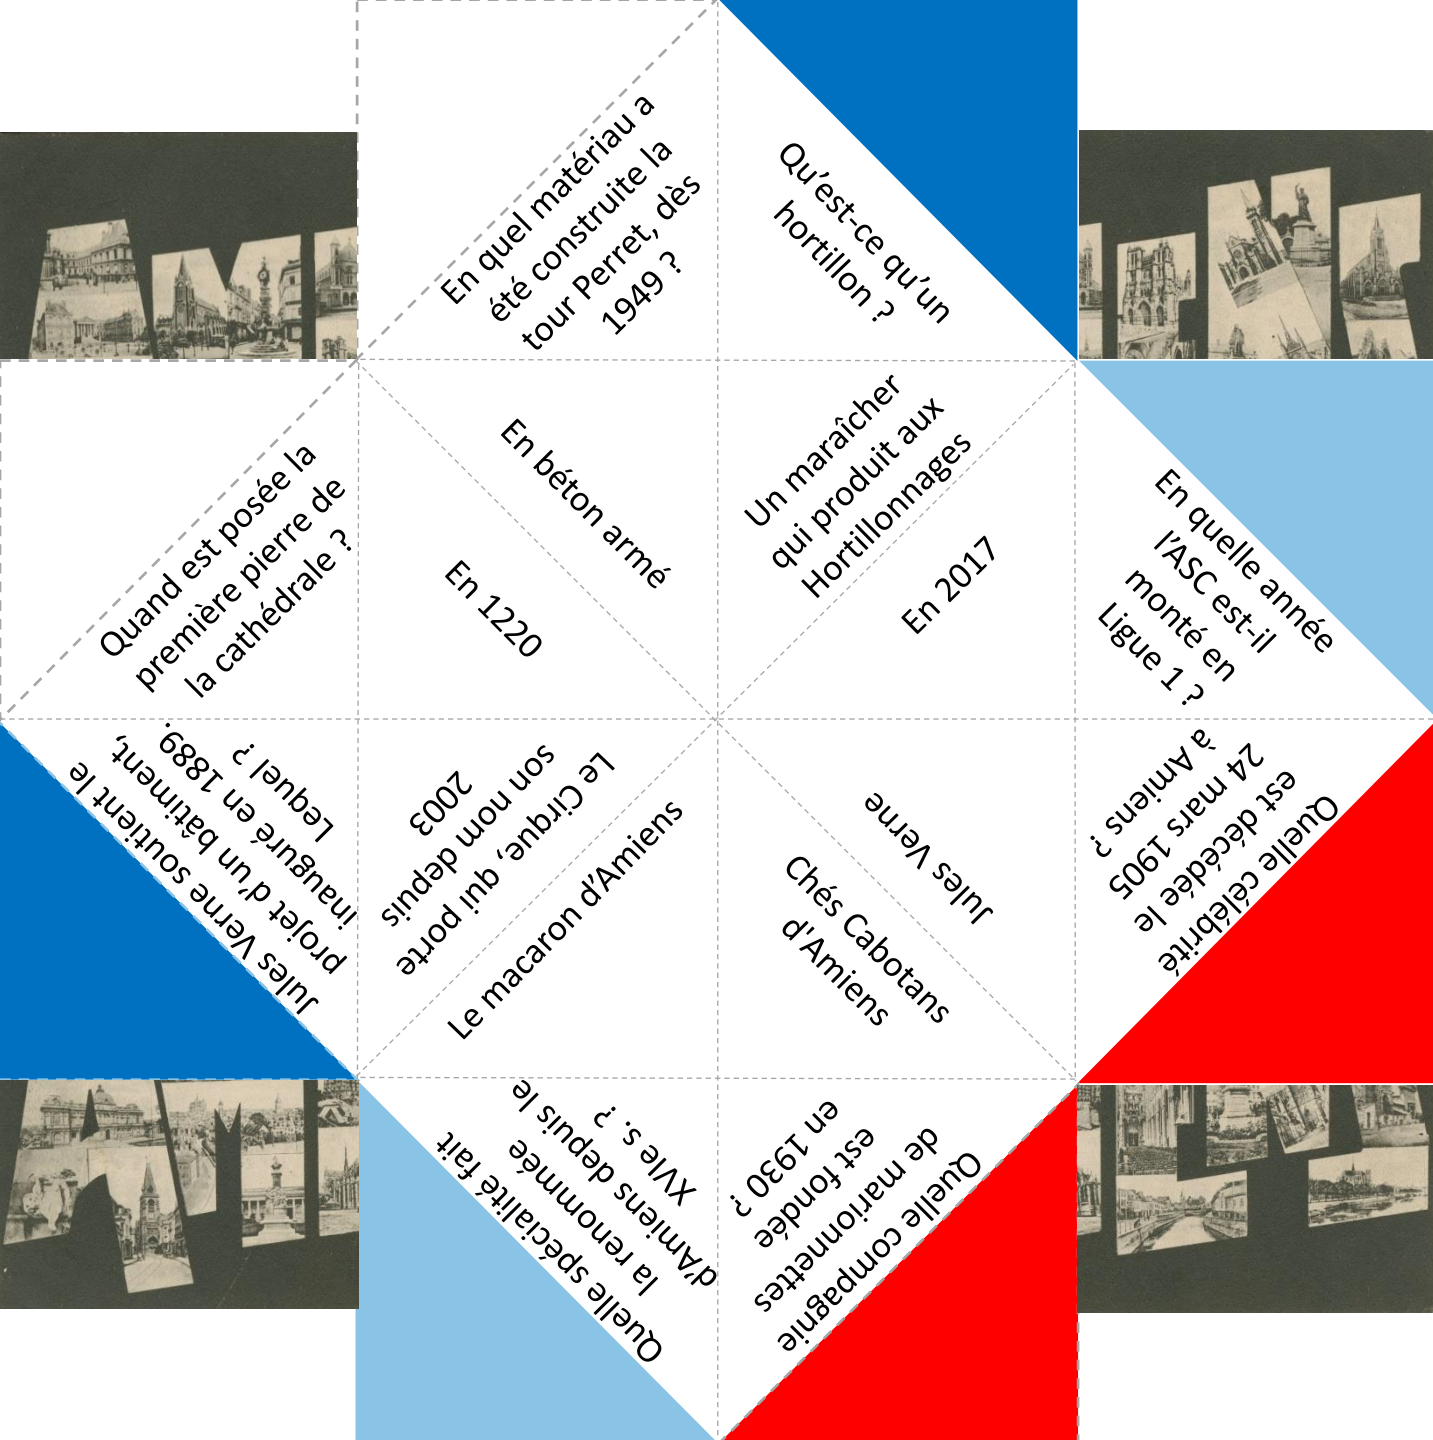 En quel matériau a
été construite la
tour Perret, dès
1949 ?
Qu'est-ce qu'un
hortillon ?
Quand est posée la
première pierre de
la cathédrale ?
En béton armé
En 1220
Un maraîcher
qui produit aux
Hortillonnages
En 2017
En quelle année
l'ASC est-il
monté en
Ligue 1 ?
Jules Verne soutient le
projet d'un bâtiment,
inauguré en 1889.
Lequel ?
Le Cirque, qui porte
son nom depuis
2003
Le macaron d'Amiens
Jules Verne
Chés Cabotans
d'Amiens
Quelle célébrité
est décédée le
24 mars 1905
à Amiens ?
Quelle spécialité fait
la renommée
d'Amiens depuis le
XVIe s. ?
Quelle compagnie
de marionnettes
est fondée
en 1930 ?
AMIENS